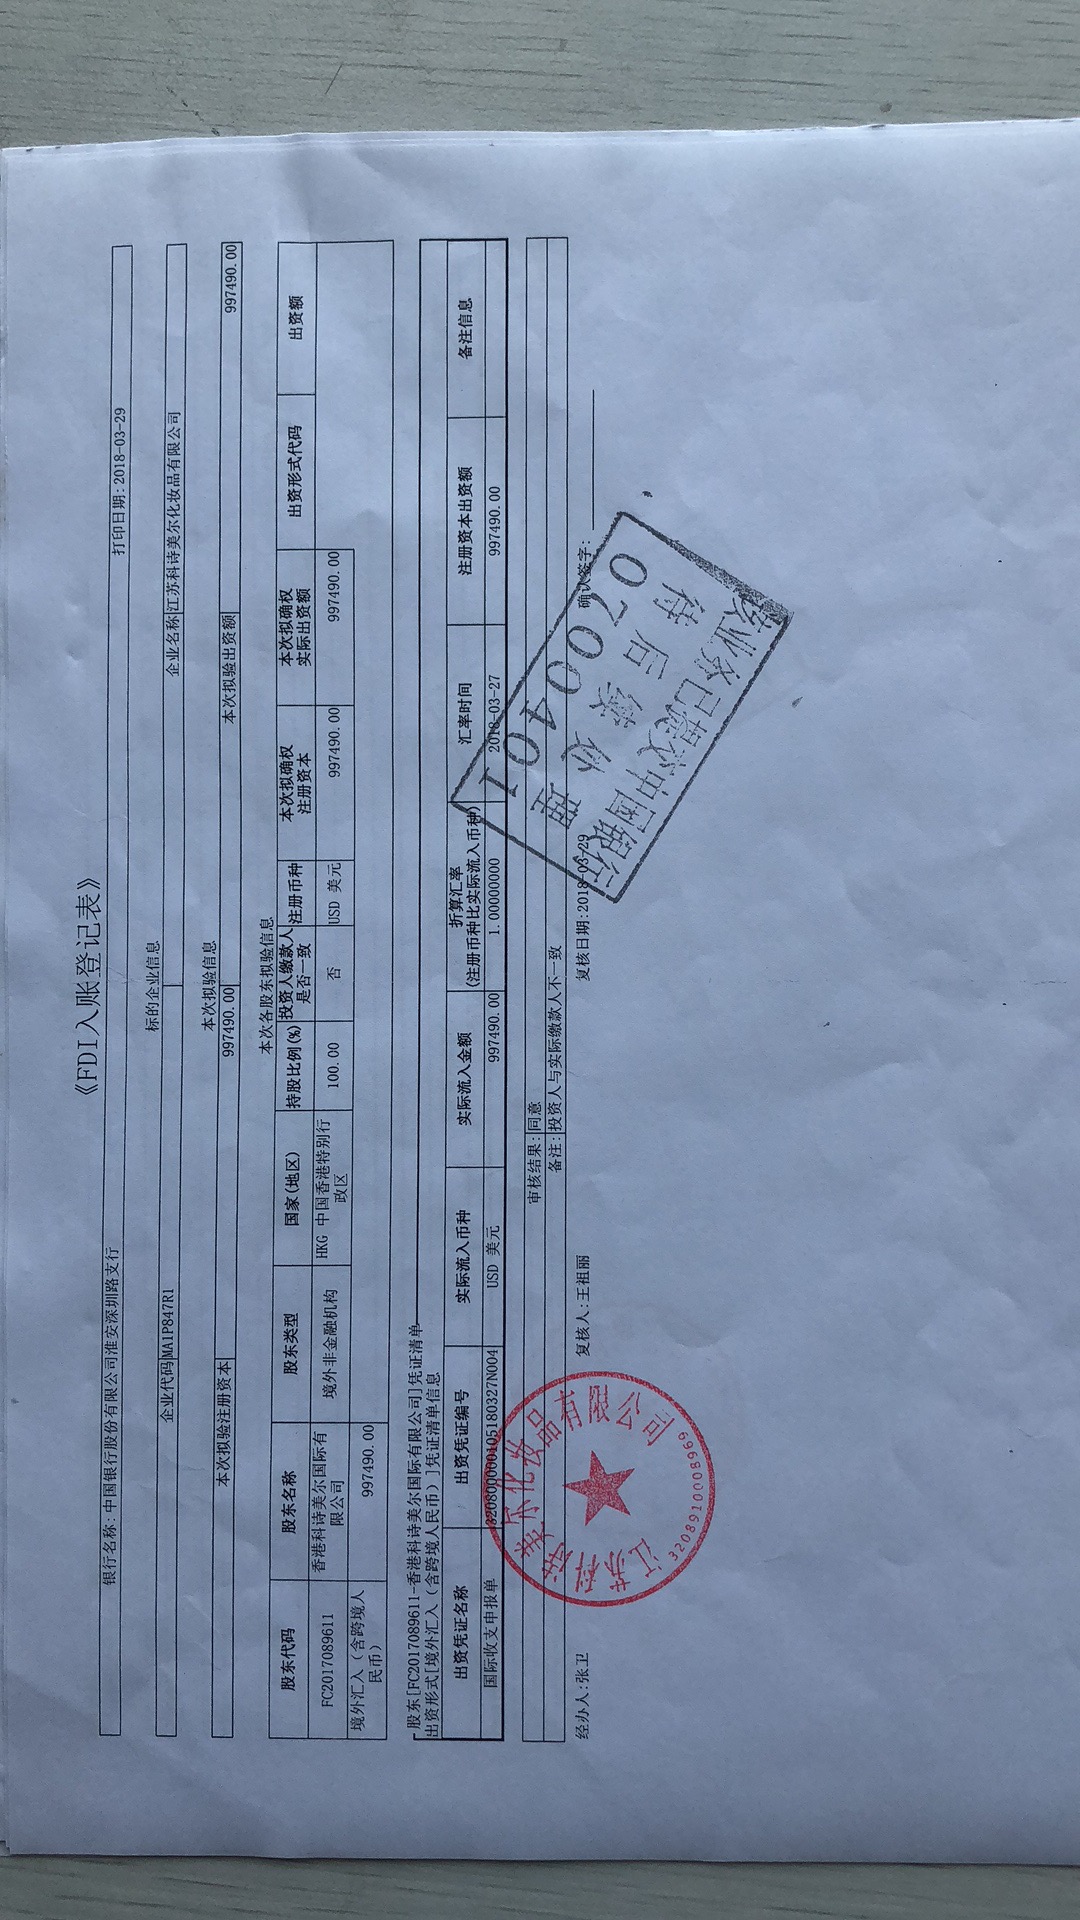 《FDI入账登记表》
银行名称:中国银行股份有限公司淮安深圳路支行 打印日期:2018-03-29
标的企业信息
企业代码 MA1P847R1 企业名称 江苏科诗美尔化妆品有限公司
本次拟验信息
本次拟验注册资本 997490.00 本次拟验出资额 997490.00
本次各股东拟验信息
股东代码 股东名称 股东类型 国家(地区) 持股比例(%) 投资人缴款人是否一致 注册币种 本次拟确权注册资本 本次拟确权实际出资额 出资形式代码 出资额
FC2017089611 香港科诗美尔国际有限公司 境外非金融机构 HKG 中国香港特别行政区 100.00 否 USD 美元 997490.00 997490.00
境外汇入（含跨境人民币） 997490.00
股东[FC2017089611-香港科诗美尔国际有限公司]凭证清单
出资形式[境外汇入（含跨境人民币）]凭证清单信息
出资凭证名称 出资凭证编号 实际流入币种 实际流入金额 折算汇率(注册币种比实际流入币种) 汇率时间 注册资本出资额 备注信息
国际收支申报单 320800000105180327N004 USD 美元 997490.00 1.00000000 2018-03-27 997490.00
审核结果: 同意
备注: 投资人与实际缴款人不一致
经办人:张卫 复核人:王祖丽 复核日期:2018-03-29 确认签字:
江苏科诗美尔化妆品有限公司
3208910008969
0700401
待后续处理
按业务已提交中国银行